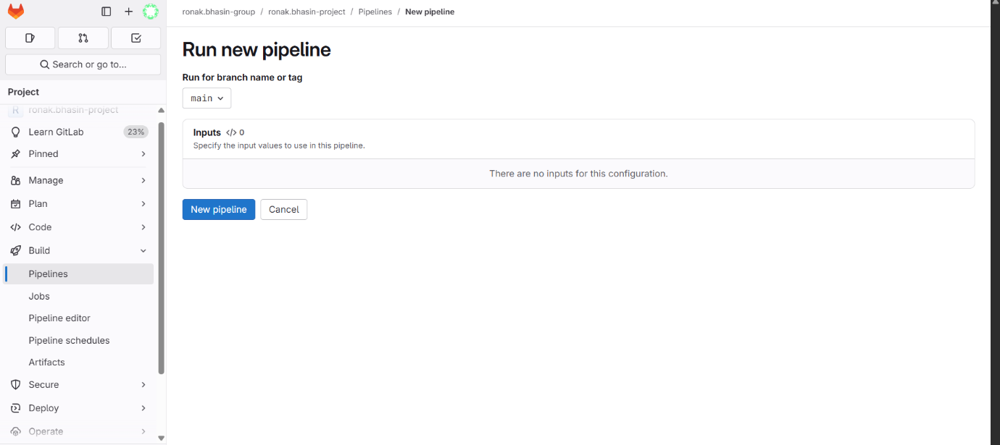 ronak.bhasin-group / ronak.bhasin-project / Pipelines / New pipeline
Search or go to...
Project
R ronak.bhasin-project
Learn GitLab 23%
Pinned
Manage
Plan
Code
Build
Pipelines
Jobs
Pipeline editor
Pipeline schedules
Artifacts
Secure
Deploy
Operate
Run new pipeline
Run for branch name or tag
main
Inputs </> 0
Specify the input values to use in this pipeline.
There are no inputs for this configuration.
New pipeline Cancel